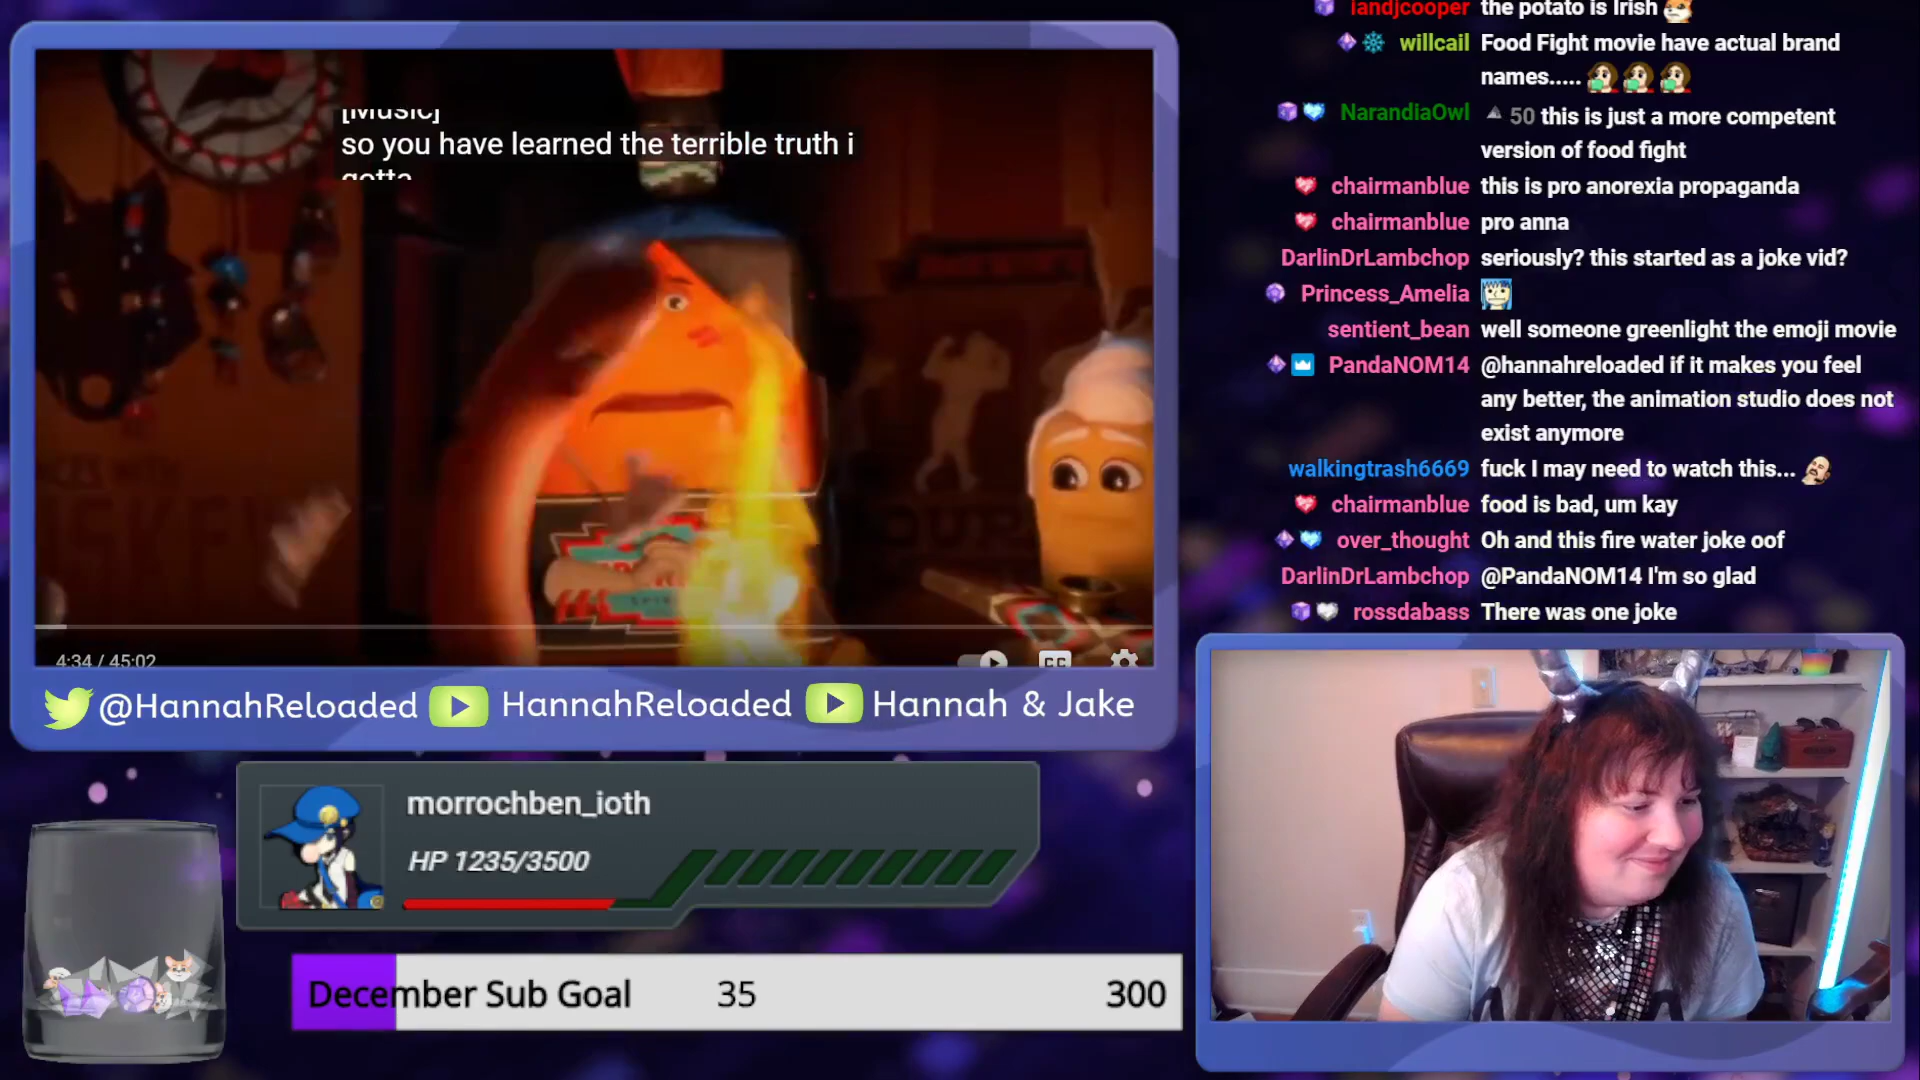 [Music]
so you have learned the terrible truth i
gotta
4:34 / 45:02
CC
@HannahReloaded HannahReloaded Hannah & Jake
morrochben_ioth
HP 1235/3500
December Sub Goal 35 300
iandjcooper the potato is Irish
willcail Food Fight movie have actual brand
names.....
NarandiaOwl 50 this is just a more competent
version of food fight
chairmanblue this is pro anorexia propaganda
chairmanblue pro anna
DarlinDrLambchop seriously? this started as a joke vid?
Princess_Amelia
sentient_bean well someone greenlight the emoji movie
PandaNOM14 @hannahreloaded if it makes you feel
any better, the animation studio does not
exist anymore
walkingtrash6669 fuck I may need to watch this...
chairmanblue food is bad, um kay
over_thought Oh and this fire water joke oof
DarlinDrLambchop @PandaNOM14 I'm so glad
rossdabass There was one joke